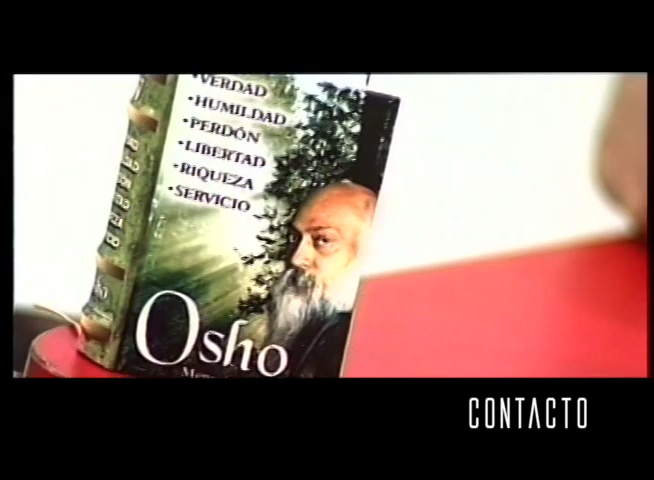 •VERDAD
•HUMILDAD
•PERDÓN
•LIBERTAD
•RIQUEZA
•SERVICIO
Osho
CONTACTO